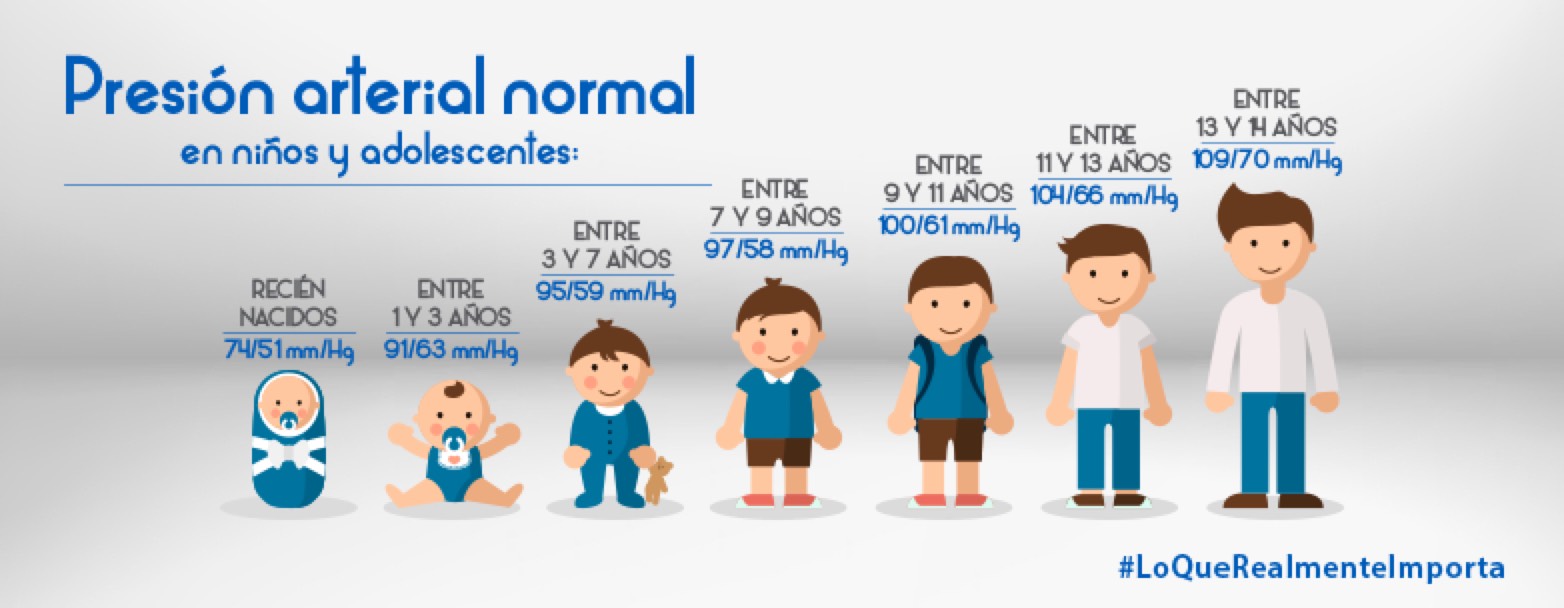 Presión arterial normal
en niños y adolescentes:
RECIÉN
NACIDOS
74/51 mm/Hg
ENTRE
1 Y 3 AÑOS
91/63 mm/Hg
ENTRE
3 Y 7 AÑOS
95/59 mm/Hg
ENTRE
7 Y 9 AÑOS
97/58 mm/Hg
ENTRE
9 Y 11 AÑOS
100/61 mm/Hg
ENTRE
11 Y 13 AÑOS
104/66 mm/Hg
ENTRE
13 Y 14 AÑOS
109/70 mm/Hg
#LoQueRealmenteImporta